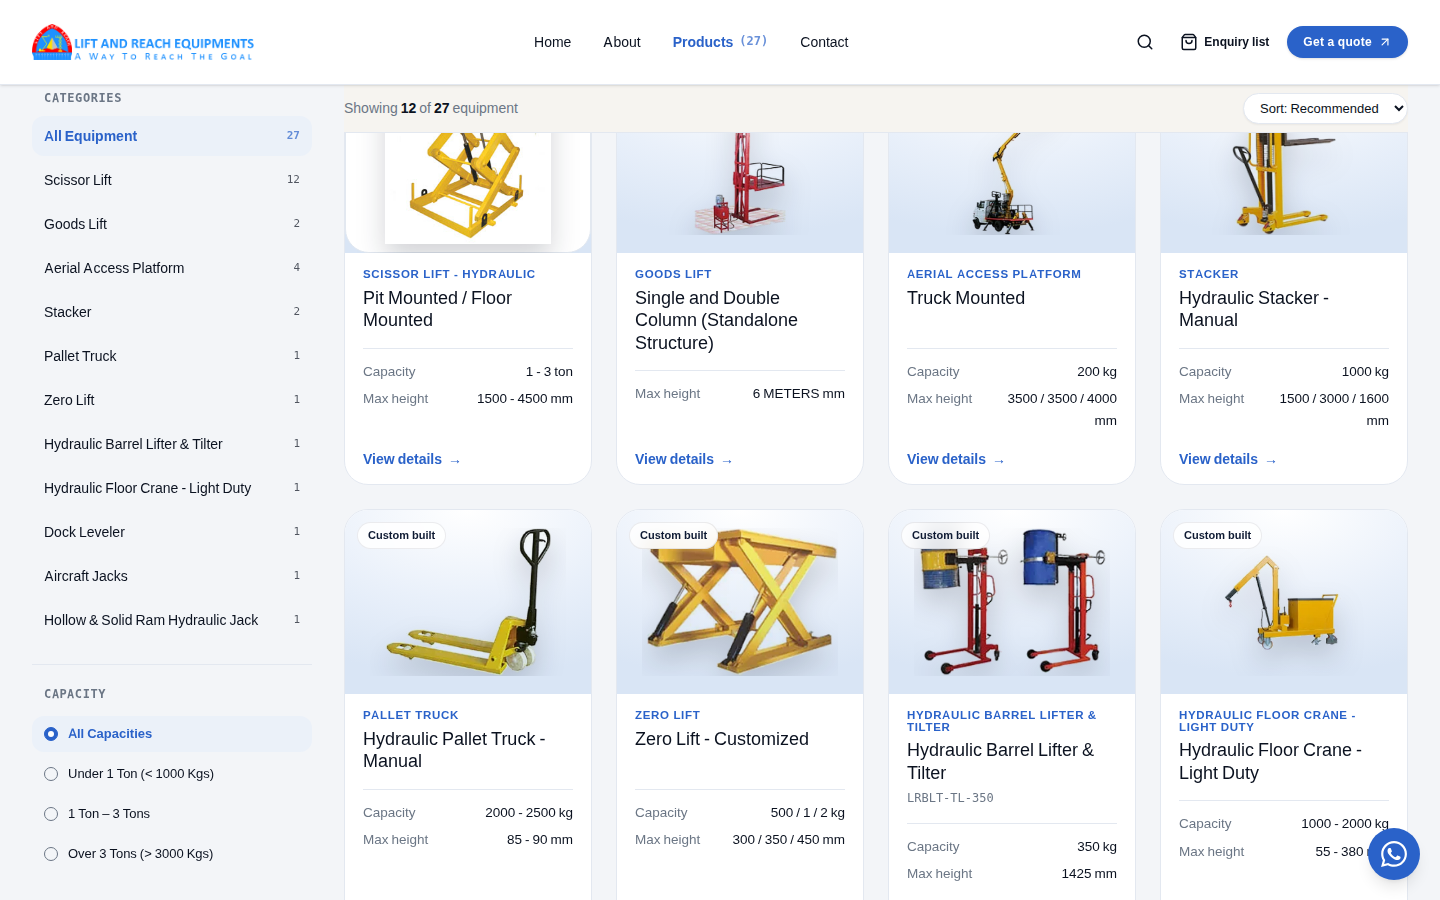 LIFT AND REACH EQUIPMENTS
A WAY TO REACH THE GOAL
Home
About
Products (27)
Contact
Enquiry list
Get a quote
CATEGORIES
All Equipment 27
Scissor Lift 12
Goods Lift 2
Aerial Access Platform 4
Stacker 2
Pallet Truck 1
Zero Lift 1
Hydraulic Barrel Lifter & Tilter 1
Hydraulic Floor Crane - Light Duty 1
Dock Leveler 1
Aircraft Jacks 1
Hollow & Solid Ram Hydraulic Jack 1
CAPACITY
All Capacities
Under 1 Ton (< 1000 Kgs)
1 Ton – 3 Tons
Over 3 Tons (> 3000 Kgs)
Showing 12 of 27 equipment
Sort: Recommended
SCISSOR LIFT - HYDRAULIC
Pit Mounted / Floor
Mounted
Capacity 1 - 3 ton
Max height 1500 - 4500 mm
View details →
GOODS LIFT
Single and Double
Column (Standalone
Structure)
Max height 6 METERS mm
View details →
AERIAL ACCESS PLATFORM
Truck Mounted
Capacity 200 kg
Max height 3500 / 3500 / 4000
mm
View details →
STACKER
Hydraulic Stacker -
Manual
Capacity 1000 kg
Max height 1500 / 3000 / 1600
mm
View details →
Custom built
PALLET TRUCK
Hydraulic Pallet Truck -
Manual
Capacity 2000 - 2500 kg
Max height 85 - 90 mm
Custom built
ZERO LIFT
Zero Lift - Customized
Capacity 500 / 1 / 2 kg
Max height 300 / 350 / 450 mm
Custom built
HYDRAULIC BARREL LIFTER &
TILTER
Hydraulic Barrel Lifter &
Tilter
LRBLT-TL-350
Capacity 350 kg
Max height 1425 mm
Custom built
HYDRAULIC FLOOR CRANE -
LIGHT DUTY
Hydraulic Floor Crane -
Light Duty
Capacity 1000 - 2000 kg
Max height 55 - 380